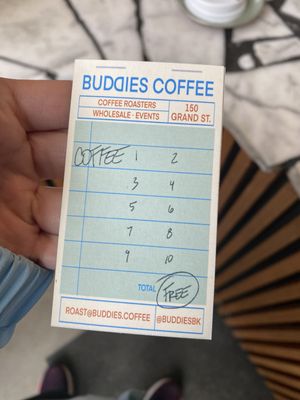 BUDDIES COFFEE
COFFEE ROASTERS
WHOLESALE · EVENTS
150
GRAND ST.
COFFEE 1 2
3 4
5 6
7 8
9 10
TOTAL FREE
ROAST@BUDDIES.COFFEE @BUDDIESBK